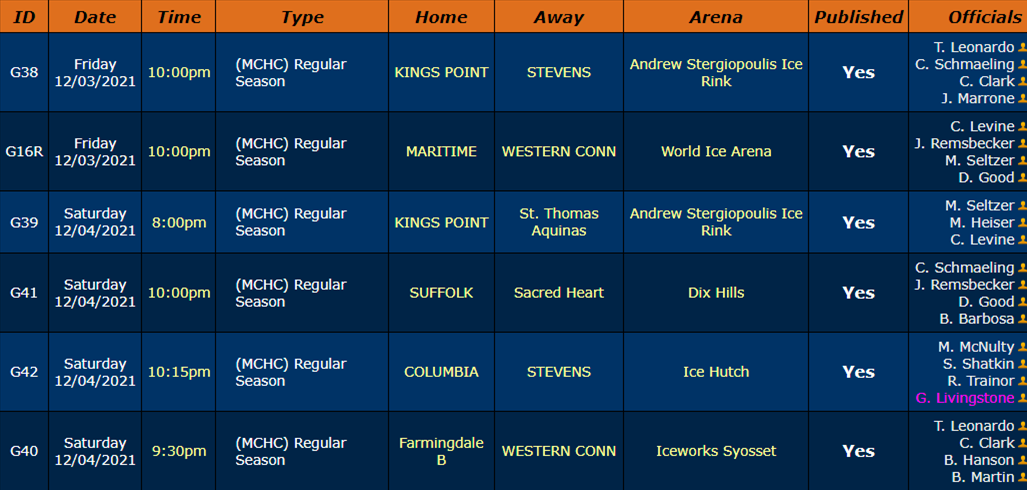 ID Date Time Type Home Away Arena Published Officials
G38 Friday 12/03/2021 10:00pm (MCHC) Regular Season KINGS POINT STEVENS Andrew Stergiopoulis Ice Rink Yes T. Leonardo
C. Schmaeling
C. Clark
J. Marrone
G16R Friday 12/03/2021 10:00pm (MCHC) Regular Season MARITIME WESTERN CONN World Ice Arena Yes C. Levine
J. Remsbecker
M. Seltzer
D. Good
G39 Saturday 12/04/2021 8:00pm (MCHC) Regular Season KINGS POINT St. Thomas Aquinas Andrew Stergiopoulis Ice Rink Yes M. Seltzer
M. Heiser
C. Levine
G41 Saturday 12/04/2021 10:00pm (MCHC) Regular Season SUFFOLK Sacred Heart Dix Hills Yes C. Schmaeling
J. Remsbecker
D. Good
B. Barbosa
G42 Saturday 12/04/2021 10:15pm (MCHC) Regular Season COLUMBIA STEVENS Ice Hutch Yes M. McNulty
S. Shatkin
R. Trainor
G. Livingstone
G40 Saturday 12/04/2021 9:30pm (MCHC) Regular Season Farmingdale B WESTERN CONN Iceworks Syosset Yes T. Leonardo
C. Clark
B. Hanson
B. Martin